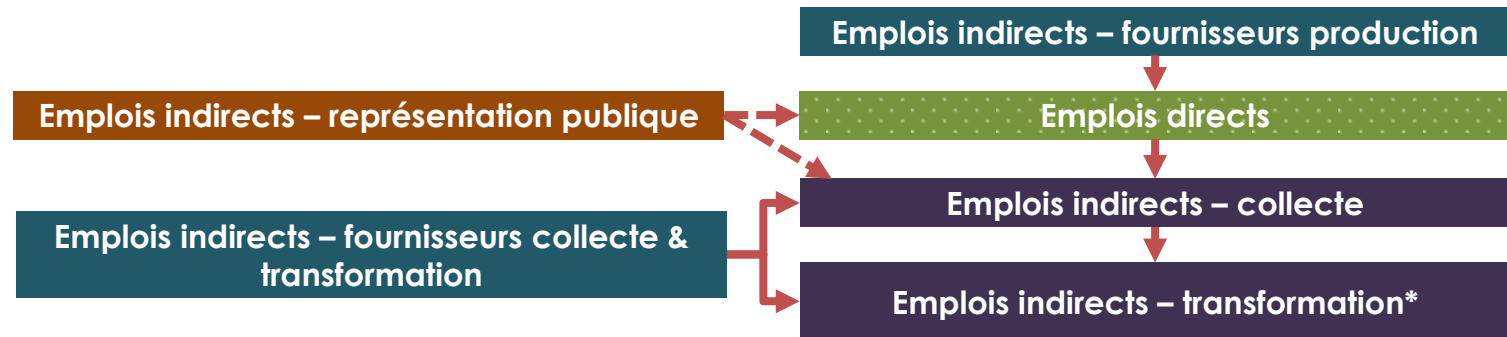 Emplois indirects – fournisseurs production
Emplois indirects – représentation publique
Emplois directs
Emplois indirects – collecte
Emplois indirects – fournisseurs collecte &
transformation
Emplois indirects – transformation*